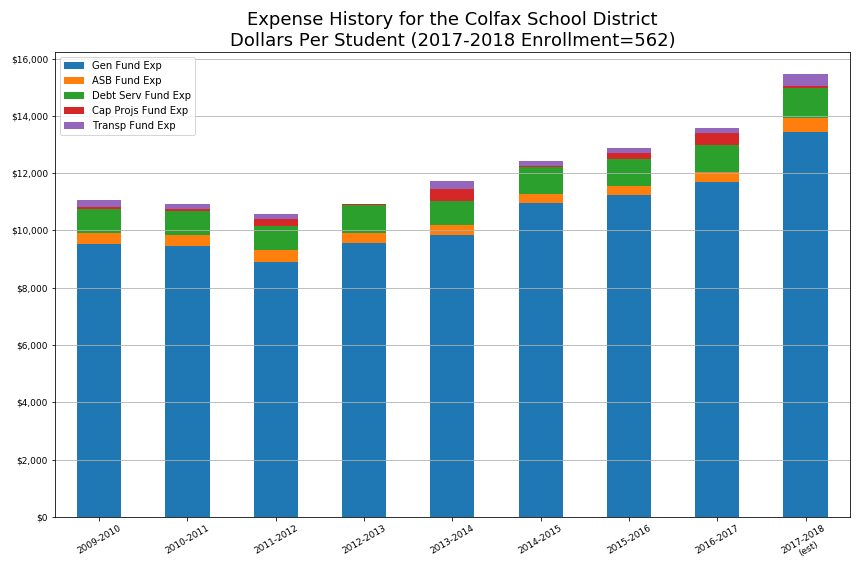 Expense History for the Colfax School District
Dollars Per Student (2017-2018 Enrollment=562)
$16,000
$14,000
$12,000
$10,000
$8,000
$6,000
$4,000
$2,000
$0
Gen Fund Exp
ASB Fund Exp
Debt Serv Fund Exp
Cap Projs Fund Exp
Transp Fund Exp
2009-2010
2010-2011
2011-2012
2012-2013
2013-2014
2014-2015
2015-2016
2016-2017
2017-2018
(est)